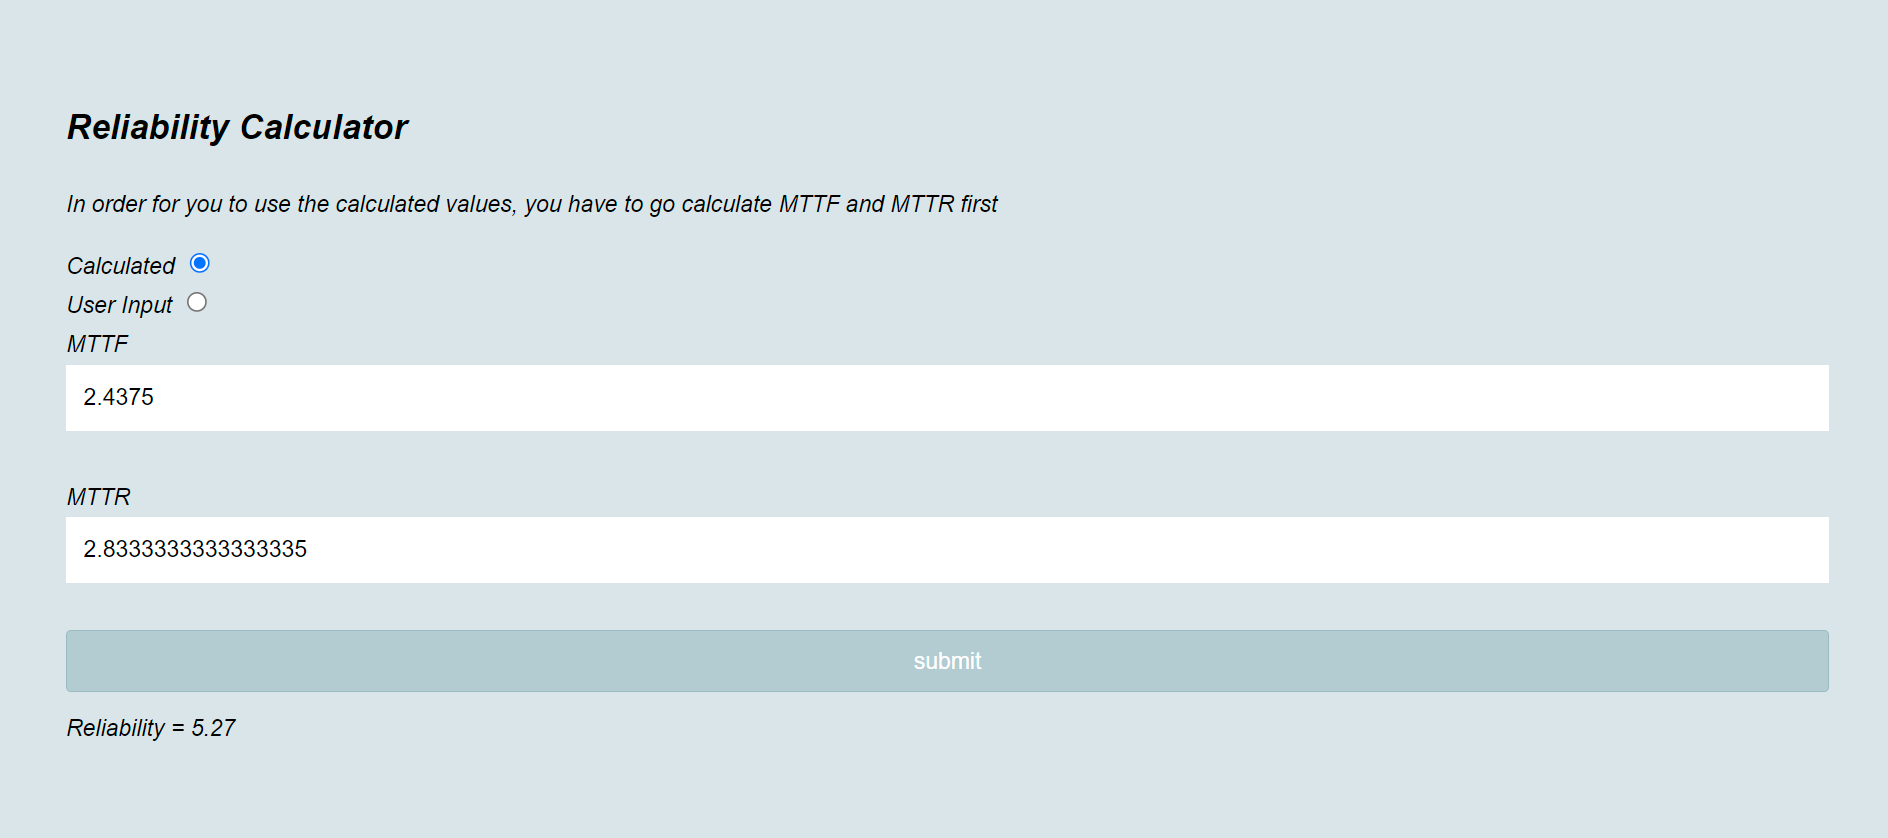 Reliability Calculator
In order for you to use the calculated values, you have to go calculate MTTF and MTTR first
Calculated
User Input
MTTF
2.4375
MTTR
2.8333333333333335
submit
Reliability = 5.27